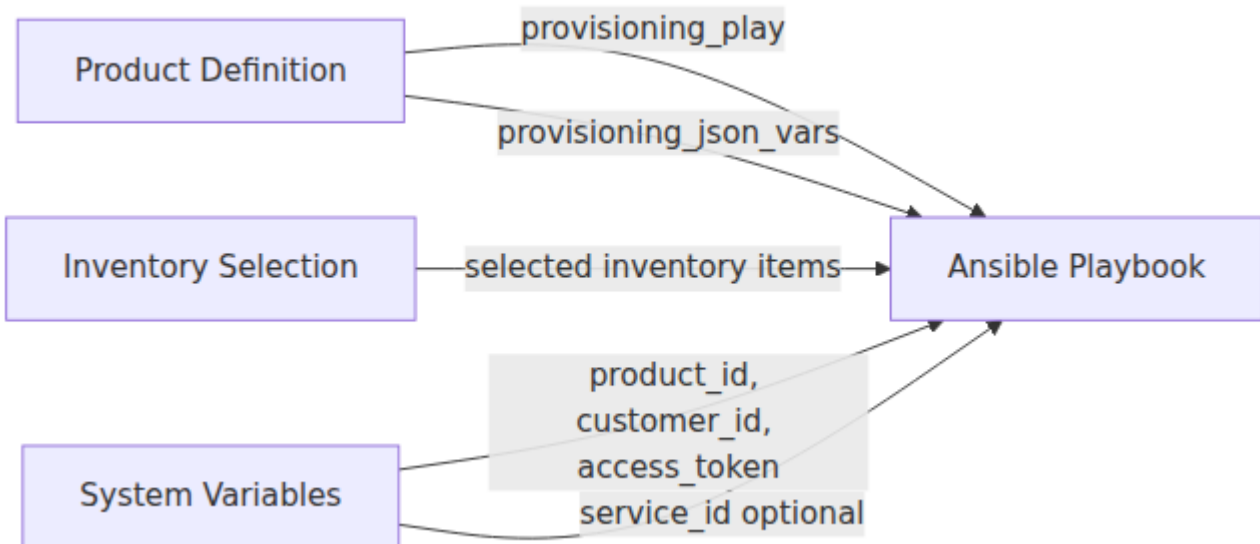 provisioning_play
Product Definition
provisioning_json_vars
Inventory Selection
selected inventory items
Ansible Playbook
product_id,
customer_id,
access_token
System Variables
service_id optional